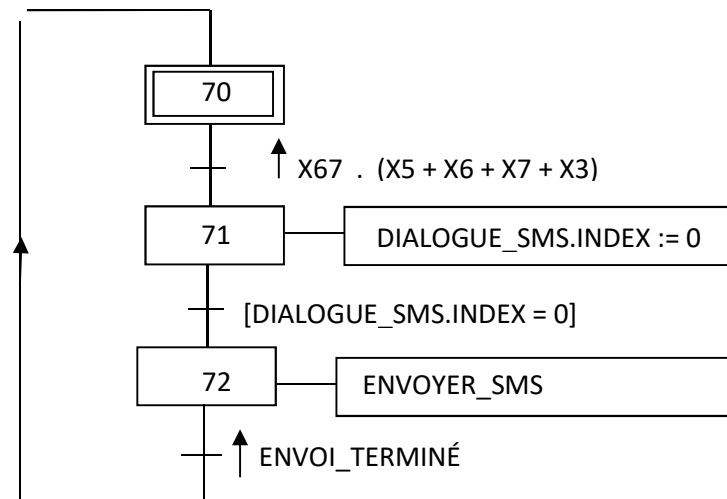 70
↑ X67 . (X5 + X6 + X7 + X3)
71
DIALOGUE_SMS.INDEX := 0
[DIALOGUE_SMS.INDEX = 0]
72
ENVOYER_SMS
↑ ENVOI_TERMINÉ